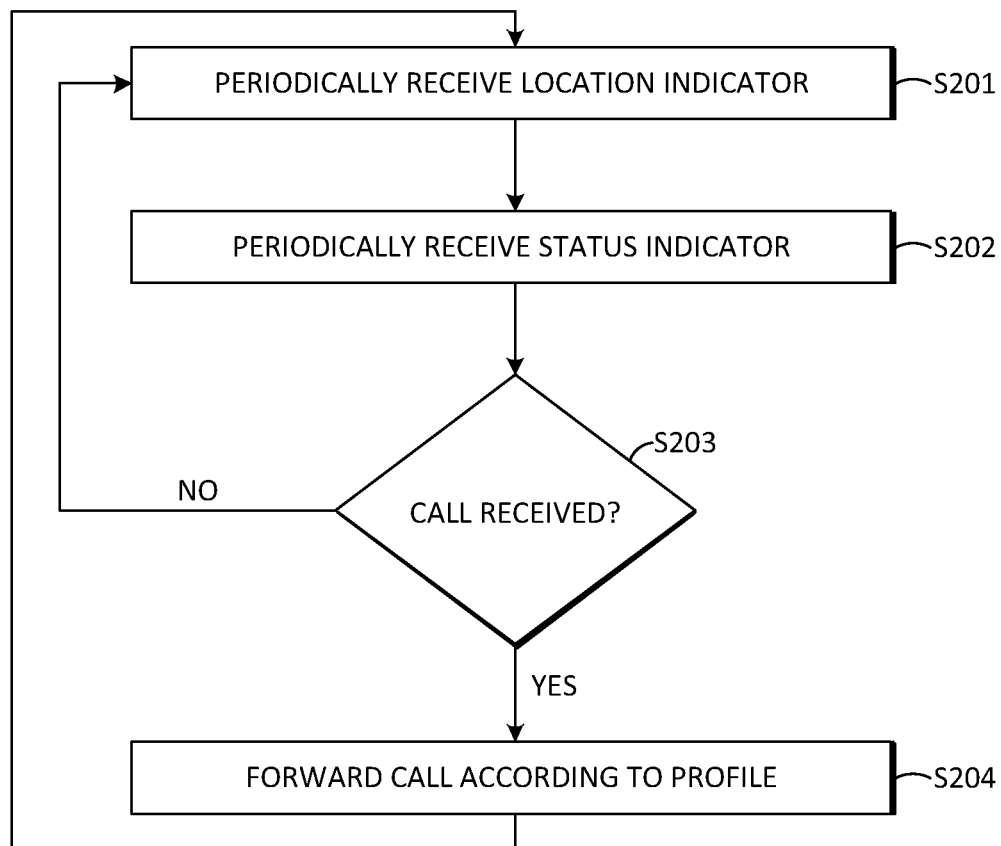 PERIODICALLY RECEIVE LOCATION INDICATOR
S201
PERIODICALLY RECEIVE STATUS INDICATOR
S202
S203
NO
CALL RECEIVED?
YES
FORWARD CALL ACCORDING TO PROFILE
S204